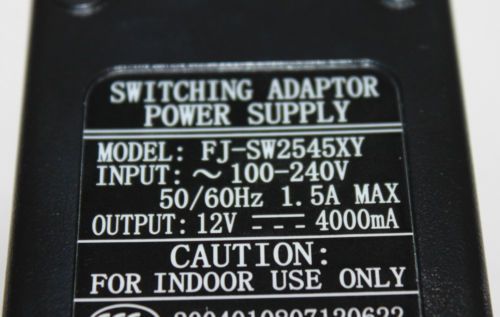 SWITCHING ADAPTOR
POWER SUPPLY
MODEL: FJ-SW2545XY
INPUT: ～100-240V
50/60Hz 1.5A MAX
OUTPUT: 12V ⎓ 4000mA
CAUTION:
FOR INDOOR USE ONLY